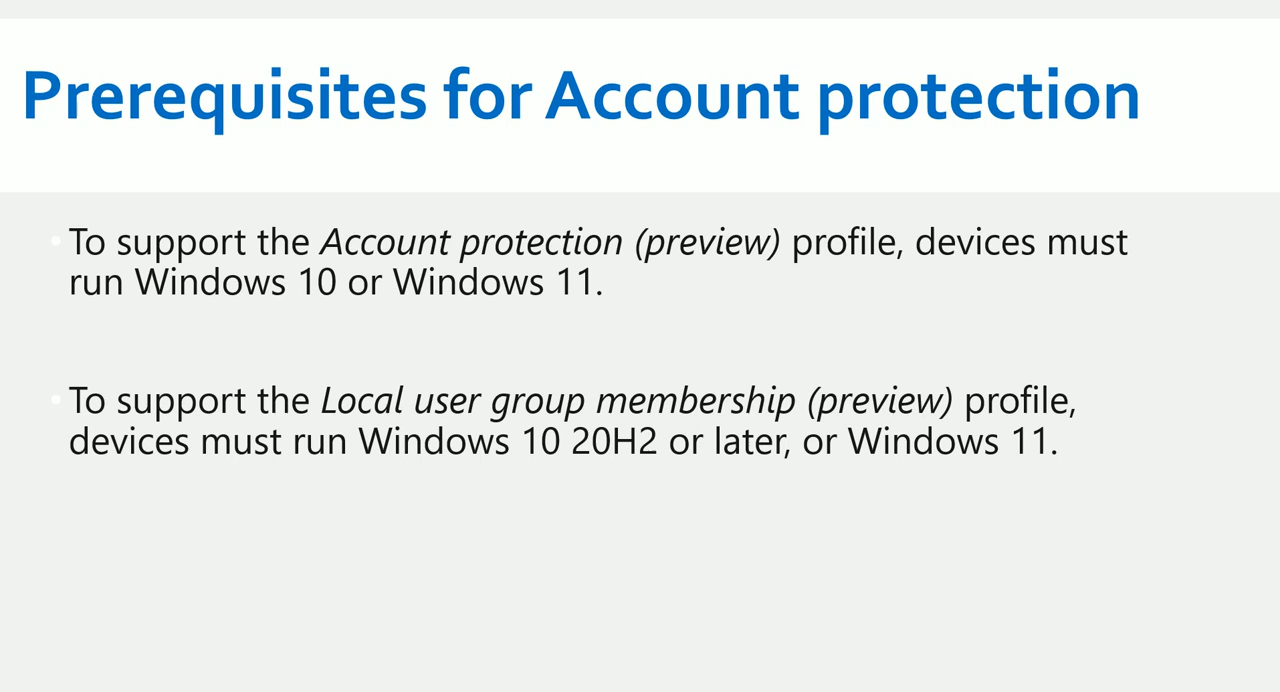 Prerequisites for Account protection
• To support the Account protection (preview) profile, devices must
run Windows 10 or Windows 11.
• To support the Local user group membership (preview) profile,
devices must run Windows 10 20H2 or later, or Windows 11.